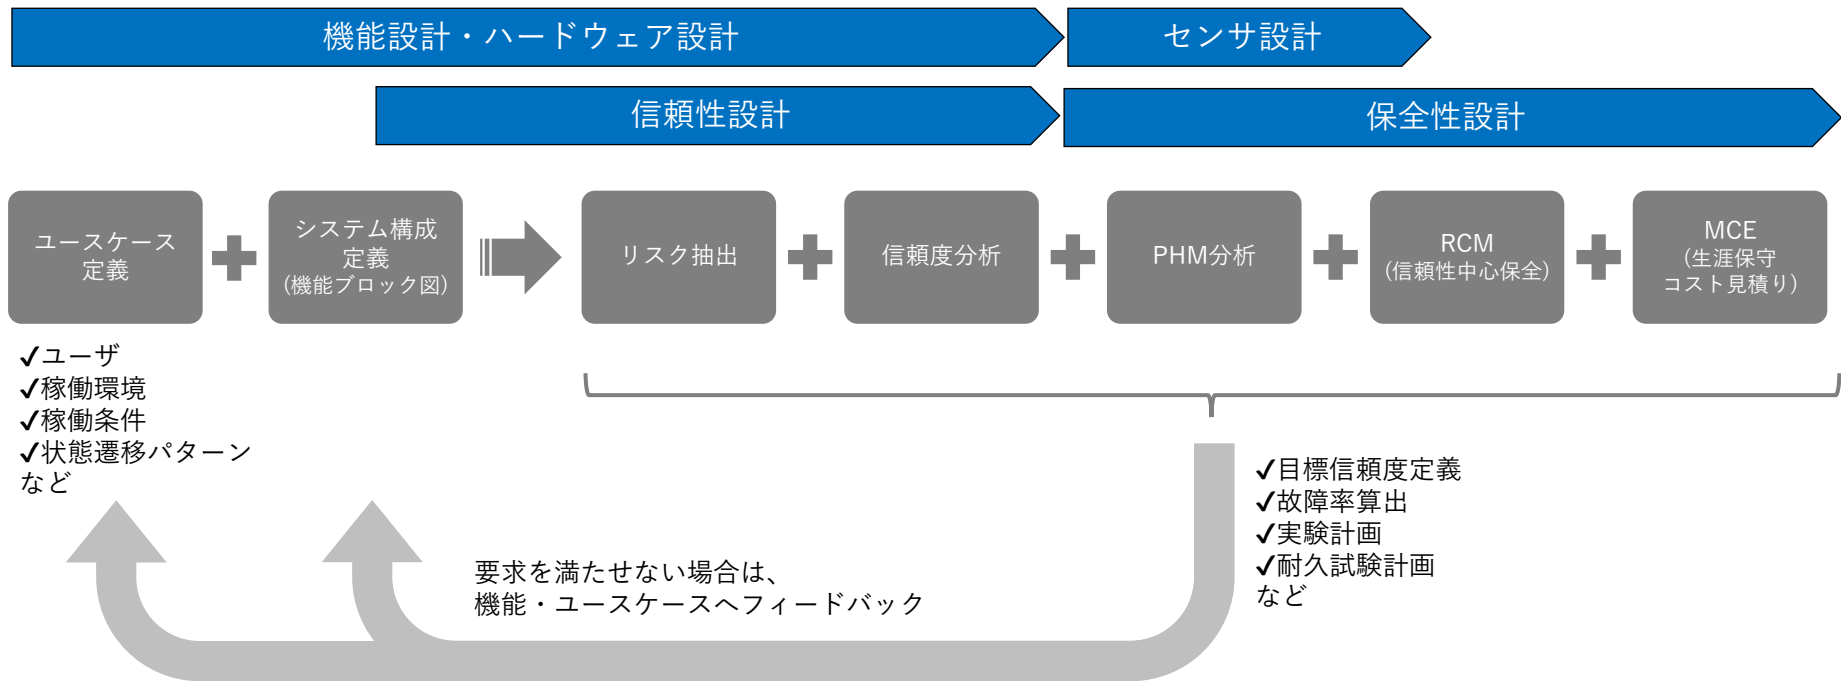 機能設計・ハードウェア設計
センサ設計
信頼性設計
保全性設計
ユースケース
定義
システム構成
定義
(機能ブロック図)
リスク抽出
信頼度分析
PHM分析
RCM
(信頼性中心保全)
MCE
(生涯保守
コスト見積り)
✓ユーザ
✓稼働環境
✓稼働条件
✓状態遷移パターン
など
✓目標信頼度定義
✓故障率算出
✓実験計画
✓耐久試験計画
など
要求を満たせない場合は、
機能・ユースケースへフィードバック